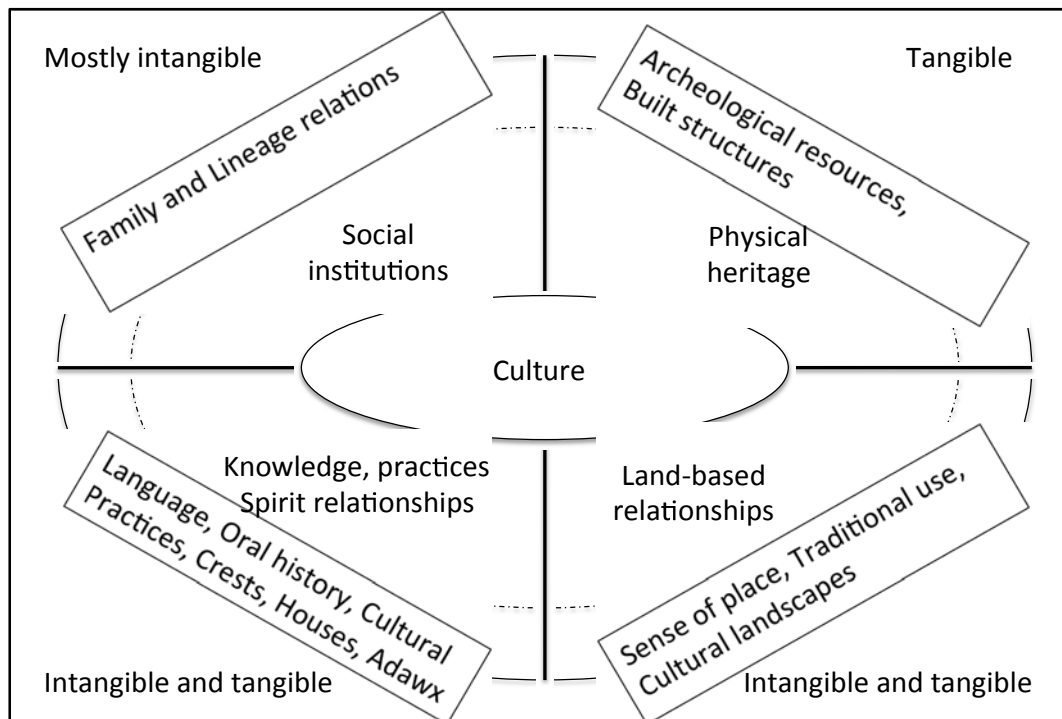 Mostly intangible
Tangible
Family and Lineage relations
Archeological resources,
Built structures
Social
institutions
Physical
heritage
Culture
Knowledge, practices
Spirit relationships
Land-based
relationships
Language, Oral history, Cultural
Practices, Crests, Houses, Adawx
Sense of place, Traditional use,
Cultural landscapes
Intangible and tangible
Intangible and tangible